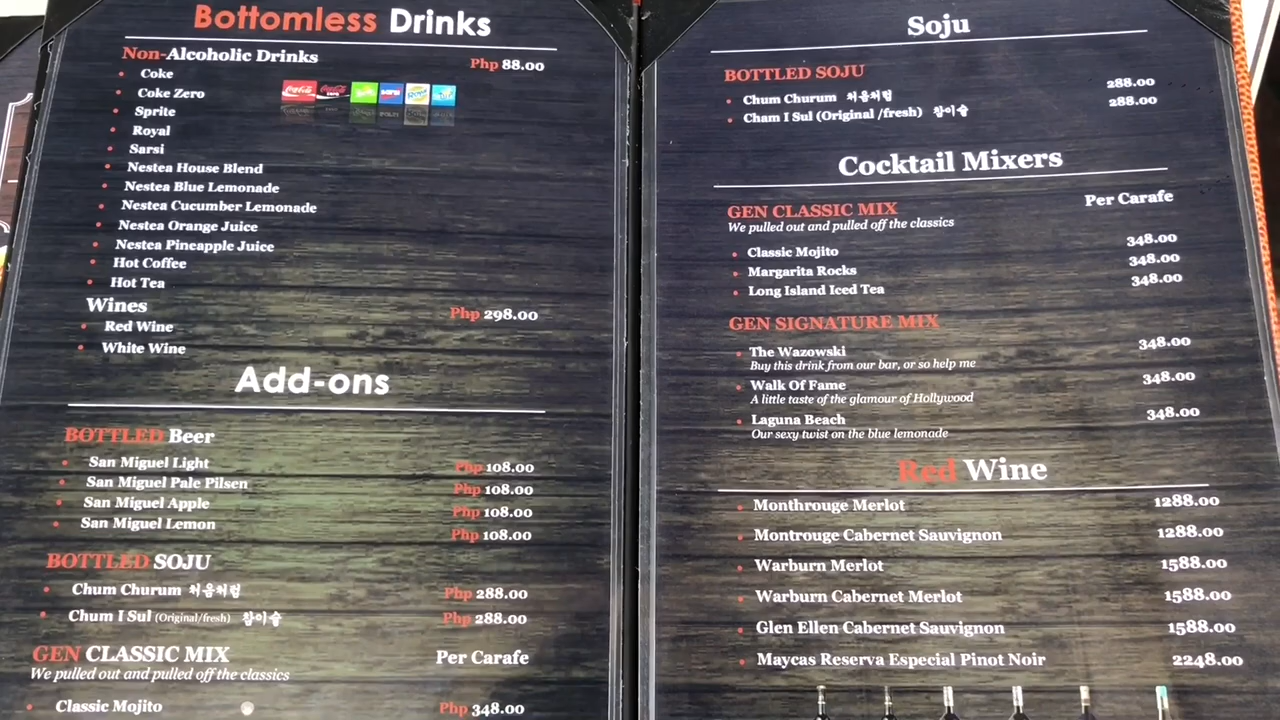 Bottomless Drinks
Non-Alcoholic Drinks Php 88.00
Coke
Coke Zero
Sprite
Royal
Sarsi
Nestea House Blend
Nestea Blue Lemonade
Nestea Cucumber Lemonade
Nestea Orange Juice
Nestea Pineapple Juice
Hot Coffee
Hot Tea
Wines Php 298.00
Red Wine
White Wine
Add-ons
BOTTLED Beer
San Miguel Light Php 108.00
San Miguel Pale Pilsen Php 108.00
San Miguel Apple Php 108.00
San Miguel Lemon Php 108.00
BOTTLED SOJU
Chum Churum 처음처럼 Php 288.00
Chum I Sul (Original/fresh) 참이슬 Php 288.00
GEN CLASSIC MIX Per Carafe
We pulled out and pulled off the classics
Classic Mojito Php 348.00
Soju
BOTTLED SOJU
Chum Churum 처음처럼 288.00
Cham I Sul (Original /fresh) 참이슬 288.00
Cocktail Mixers
GEN CLASSIC MIX Per Carafe
We pulled out and pulled off the classics
Classic Mojito 348.00
Margarita Rocks 348.00
Long Island Iced Tea 348.00
GEN SIGNATURE MIX
The Wazowski 348.00
Buy this drink from our bar, or so help me
Walk Of Fame 348.00
A little taste of the glamour of Hollywood
Laguna Beach 348.00
Our sexy twist on the blue lemonade
Red Wine
Monthrouge Merlot 1288.00
Montrouge Cabernet Sauvignon 1288.00
Warburn Merlot 1588.00
Warburn Cabernet Merlot 1588.00
Glen Ellen Cabernet Sauvignon 1588.00
Maycas Reserva Especial Pinot Noir 2248.00